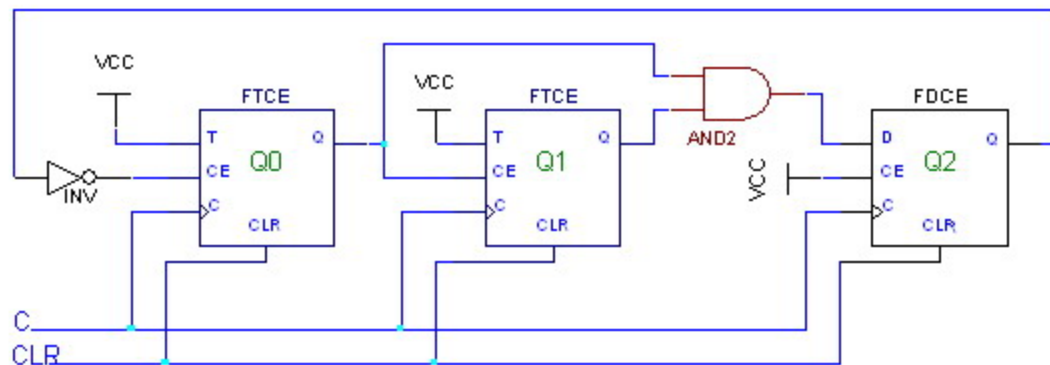 VCC
FTCE
T
Q
Q0
CE
INV
C
CLR
VCC
FTCE
T
Q
Q1
CE
C
CLR
AND2
FDCE
D
Q
Q2
VCC
CE
C
CLR
C
CLR